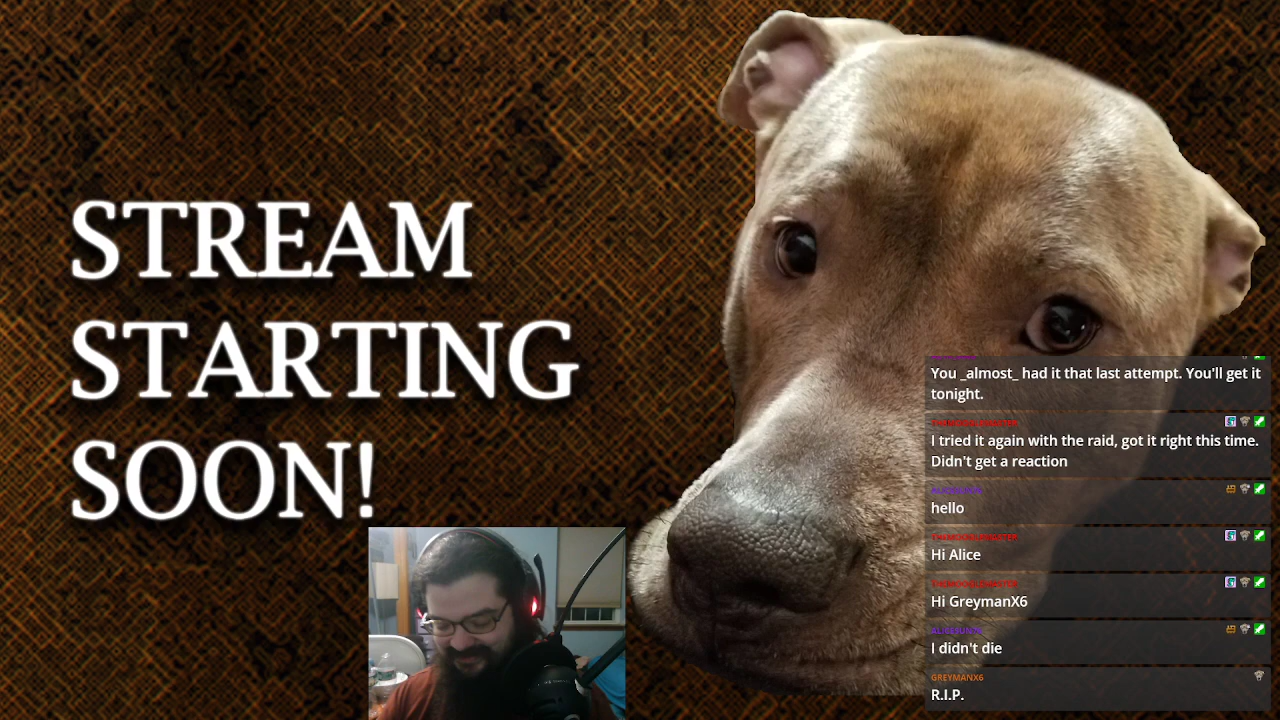 STREAM
STARTING
SOON!
You _almost_ had it that last attempt. You'll get it
tonight.
I tried it again with the raid, got it right this time.
Didn't get a reaction
hello
Hi Alice
Hi GreymanX6
I didn't die
GREYMANX6
R.I.P.